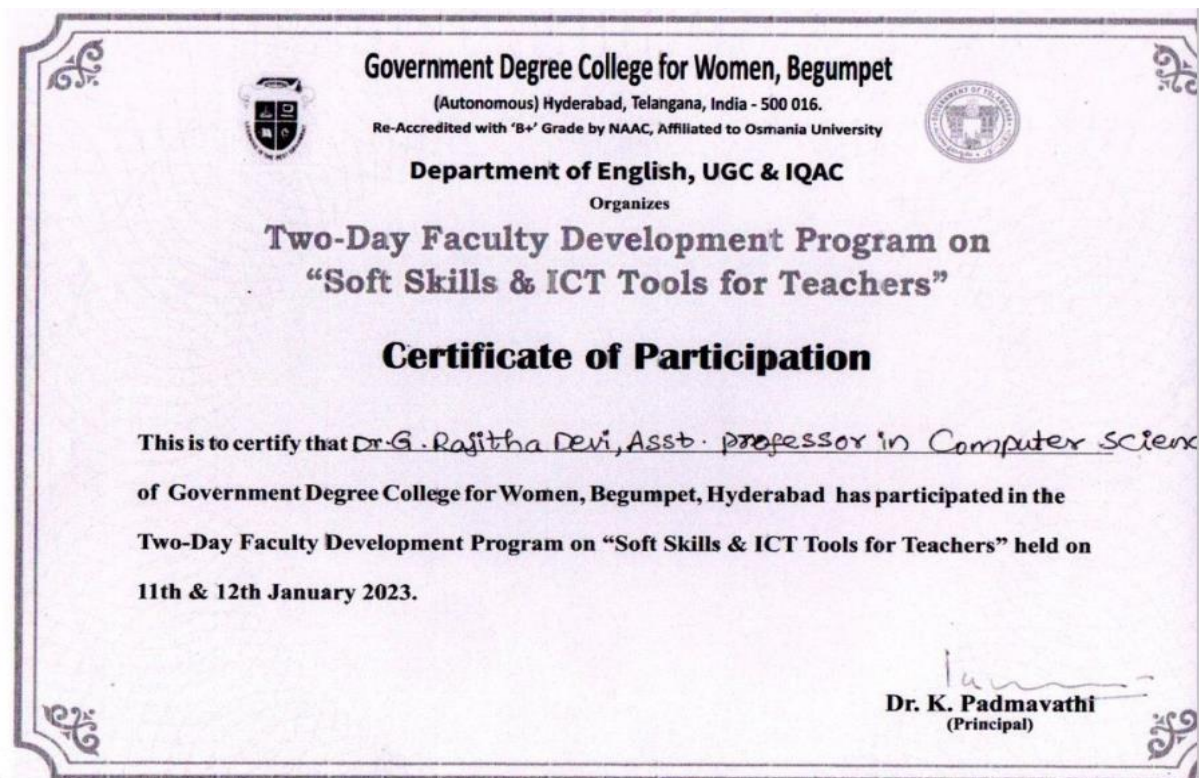 Government Degree College for Women, Begumpet
(Autonomous) Hyderabad, Telangana, India - 500 016.
Re-Accredited with ‘B+’ Grade by NAAC, Affiliated to Osmania University
Department of English, UGC & IQAC
Organizes
Two-Day Faculty Development Program on
“Soft Skills & ICT Tools for Teachers”
Certificate of Participation
This is to certify that Dr. G. Rajitha Devi, Asst. professor in Computer Scienc
of Government Degree College for Women, Begumpet, Hyderabad has participated in the
Two-Day Faculty Development Program on “Soft Skills & ICT Tools for Teachers” held on
11th & 12th January 2023.
Dr. K. Padmavathi
(Principal)